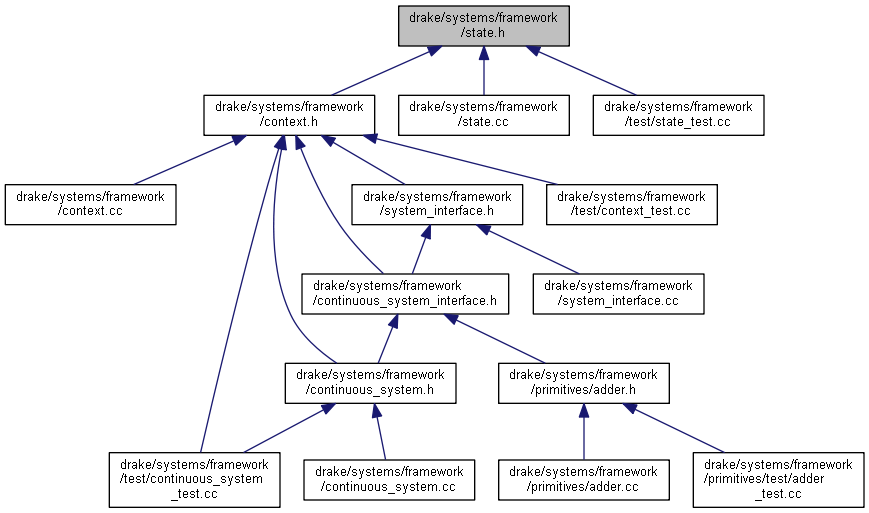 drake/systems/framework
/state.h
drake/systems/framework
/context.h
drake/systems/framework
/state.cc
drake/systems/framework
/test/state_test.cc
drake/systems/framework
/context.cc
drake/systems/framework
/system_interface.h
drake/systems/framework
/test/context_test.cc
drake/systems/framework
/continuous_system_interface.h
drake/systems/framework
/system_interface.cc
drake/systems/framework
/continuous_system.h
drake/systems/framework
/primitives/adder.h
drake/systems/framework
/test/continuous_system
_test.cc
drake/systems/framework
/continuous_system.cc
drake/systems/framework
/primitives/adder.cc
drake/systems/framework
/primitives/test/adder
_test.cc